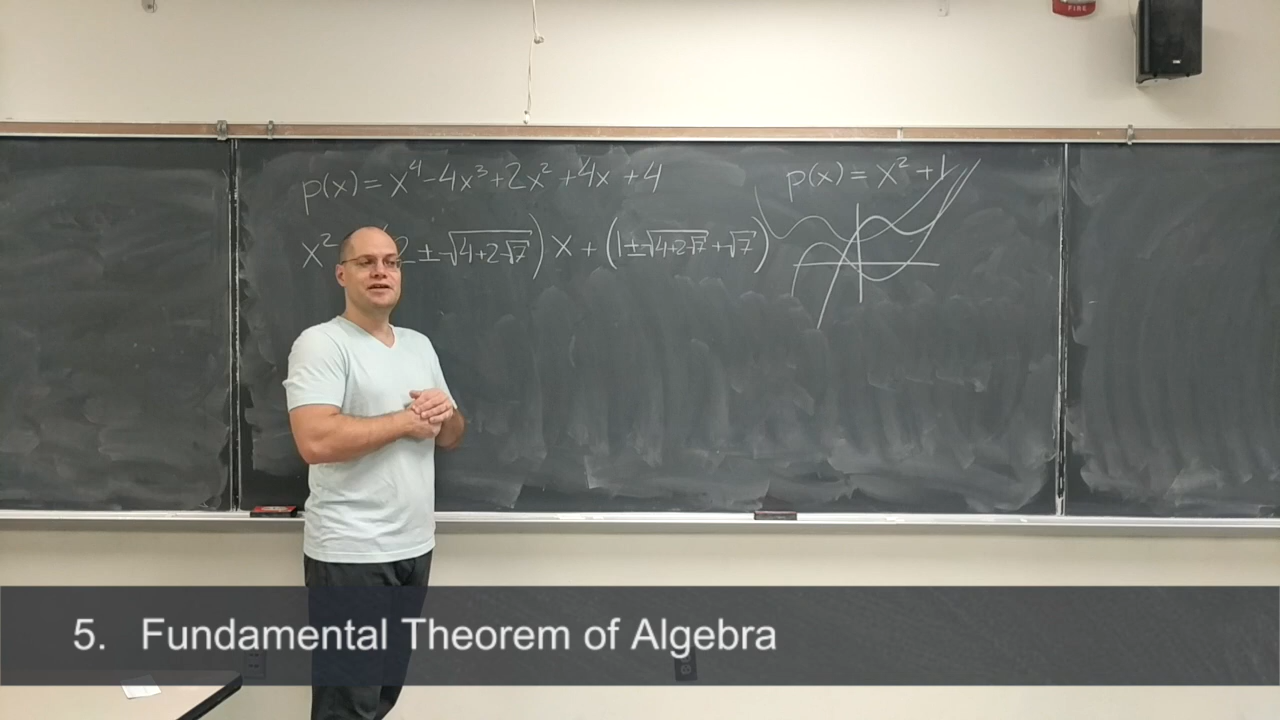 FIRE
p(x) = x⁴-4x³+2x²+4x+4
p(x) = x²+1
x² 2 ± √(4+2√7) ) x + (1±√(4+2√7)+√7)
5. Fundamental Theorem of Algebra